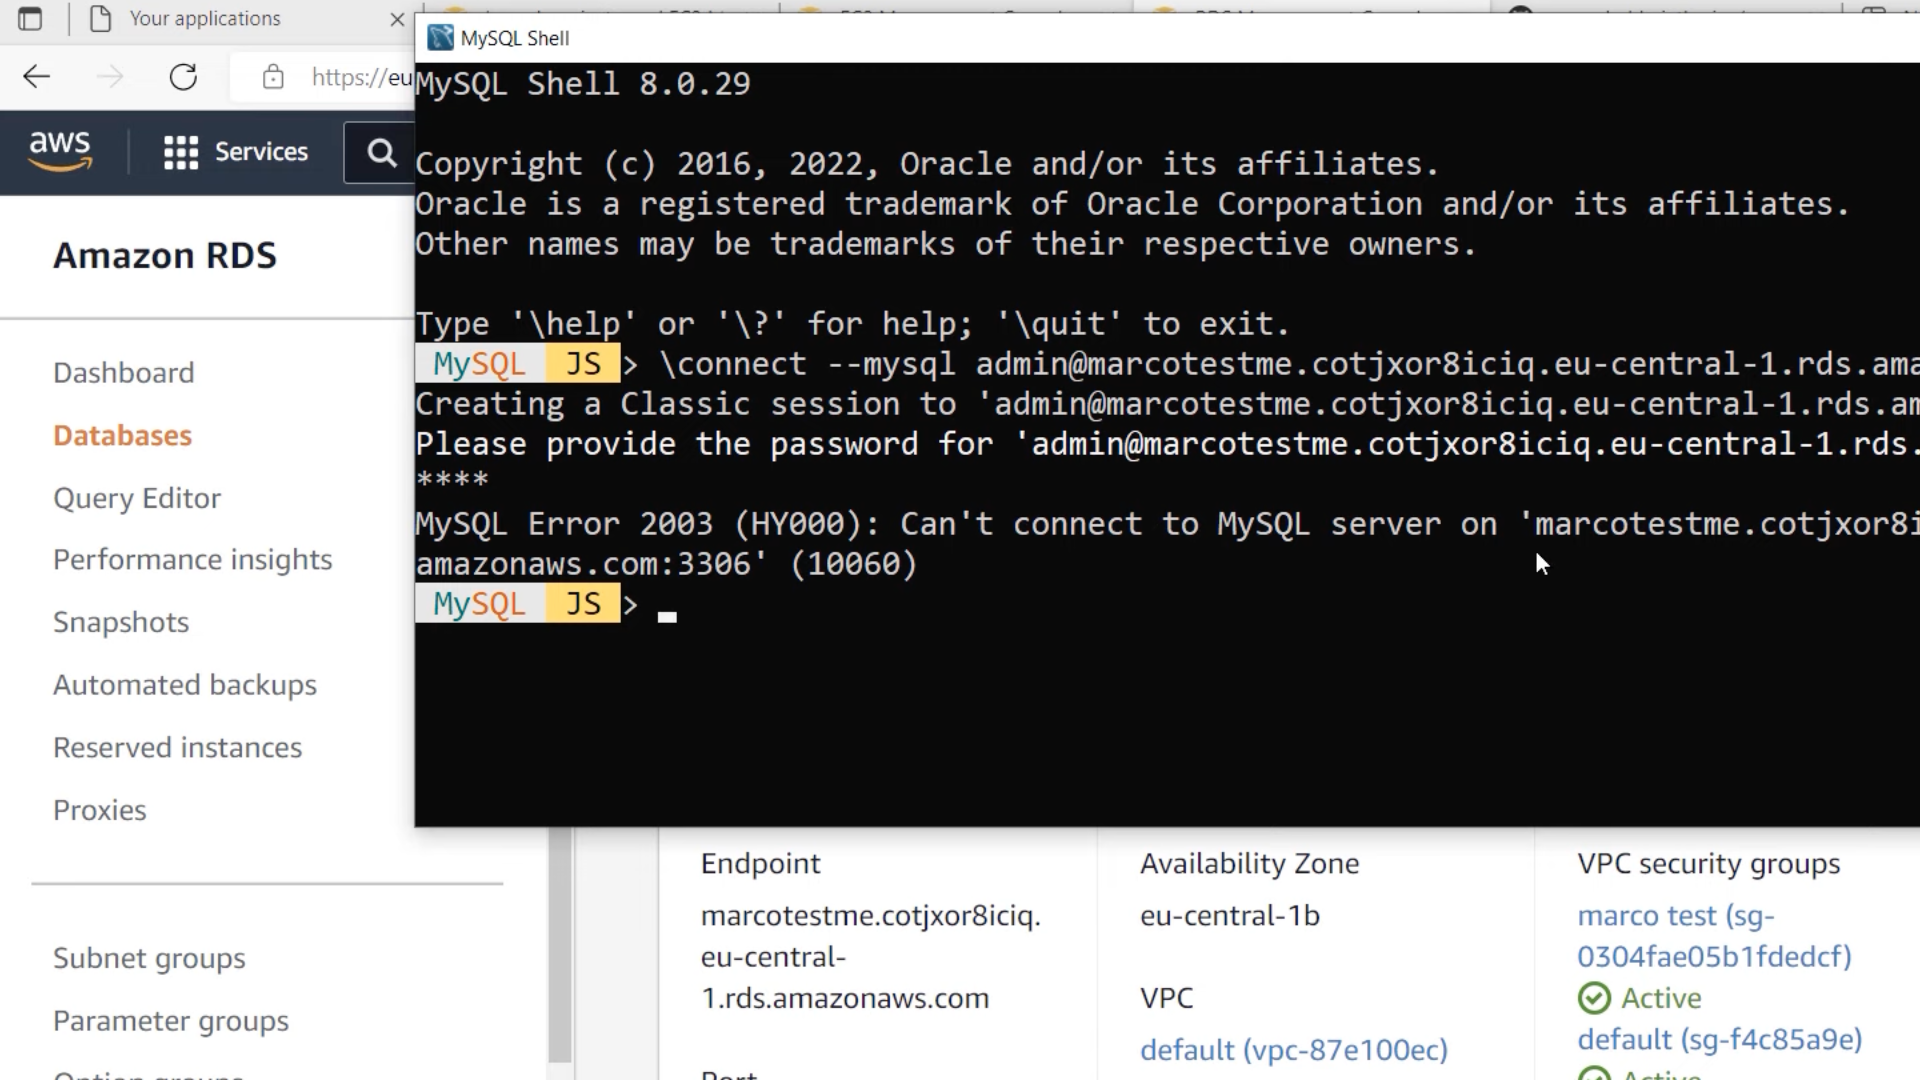 Your applications
https://eu
aws
Services
MySQL Shell
MySQL Shell 8.0.29
Copyright (c) 2016, 2022, Oracle and/or its affiliates.
Oracle is a registered trademark of Oracle Corporation and/or its affiliates.
Other names may be trademarks of their respective owners.
Type '\help' or '\?' for help; '\quit' to exit.
MySQL JS > \connect --mysql admin@marcotestme.cotjxor8iciq.eu-central-1.rds.ama
Creating a Classic session to 'admin@marcotestme.cotjxor8iciq.eu-central-1.rds.am
Please provide the password for 'admin@marcotestme.cotjxor8iciq.eu-central-1.rds.
****
MySQL Error 2003 (HY000): Can't connect to MySQL server on 'marcotestme.cotjxor8i
amazonaws.com:3306' (10060)
MySQL JS >
Amazon RDS
Dashboard
Databases
Query Editor
Performance insights
Snapshots
Automated backups
Reserved instances
Proxies
Subnet groups
Parameter groups
Option groups
Endpoint
marcotestme.cotjxor8iciq.
eu-central-
1.rds.amazonaws.com
Port
Availability Zone
eu-central-1b
VPC
default (vpc-87e100ec)
VPC security groups
marco test (sg-
0304fae05b1fdedcf)
Active
default (sg-f4c85a9e)
Active